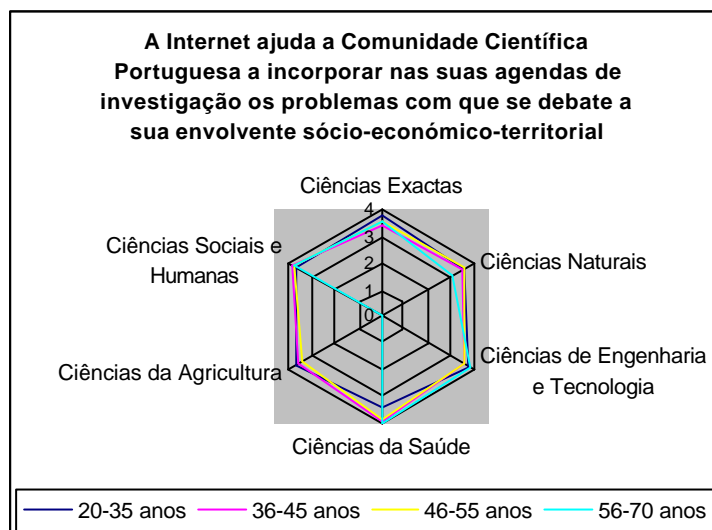 A Internet ajuda a Comunidade Científica
Portuguesa a incorporar nas suas agendas de
investigação os problemas com que se debate a
sua envolvente sócio-económico-territorial
Ciências Exactas
4
3
2
1
0
Ciências Sociais e
Humanas
Ciências Naturais
Ciências da Agricultura
Ciências de Engenharia
e Tecnologia
Ciências da Saúde
20-35 anos 36-45 anos 46-55 anos 56-70 anos